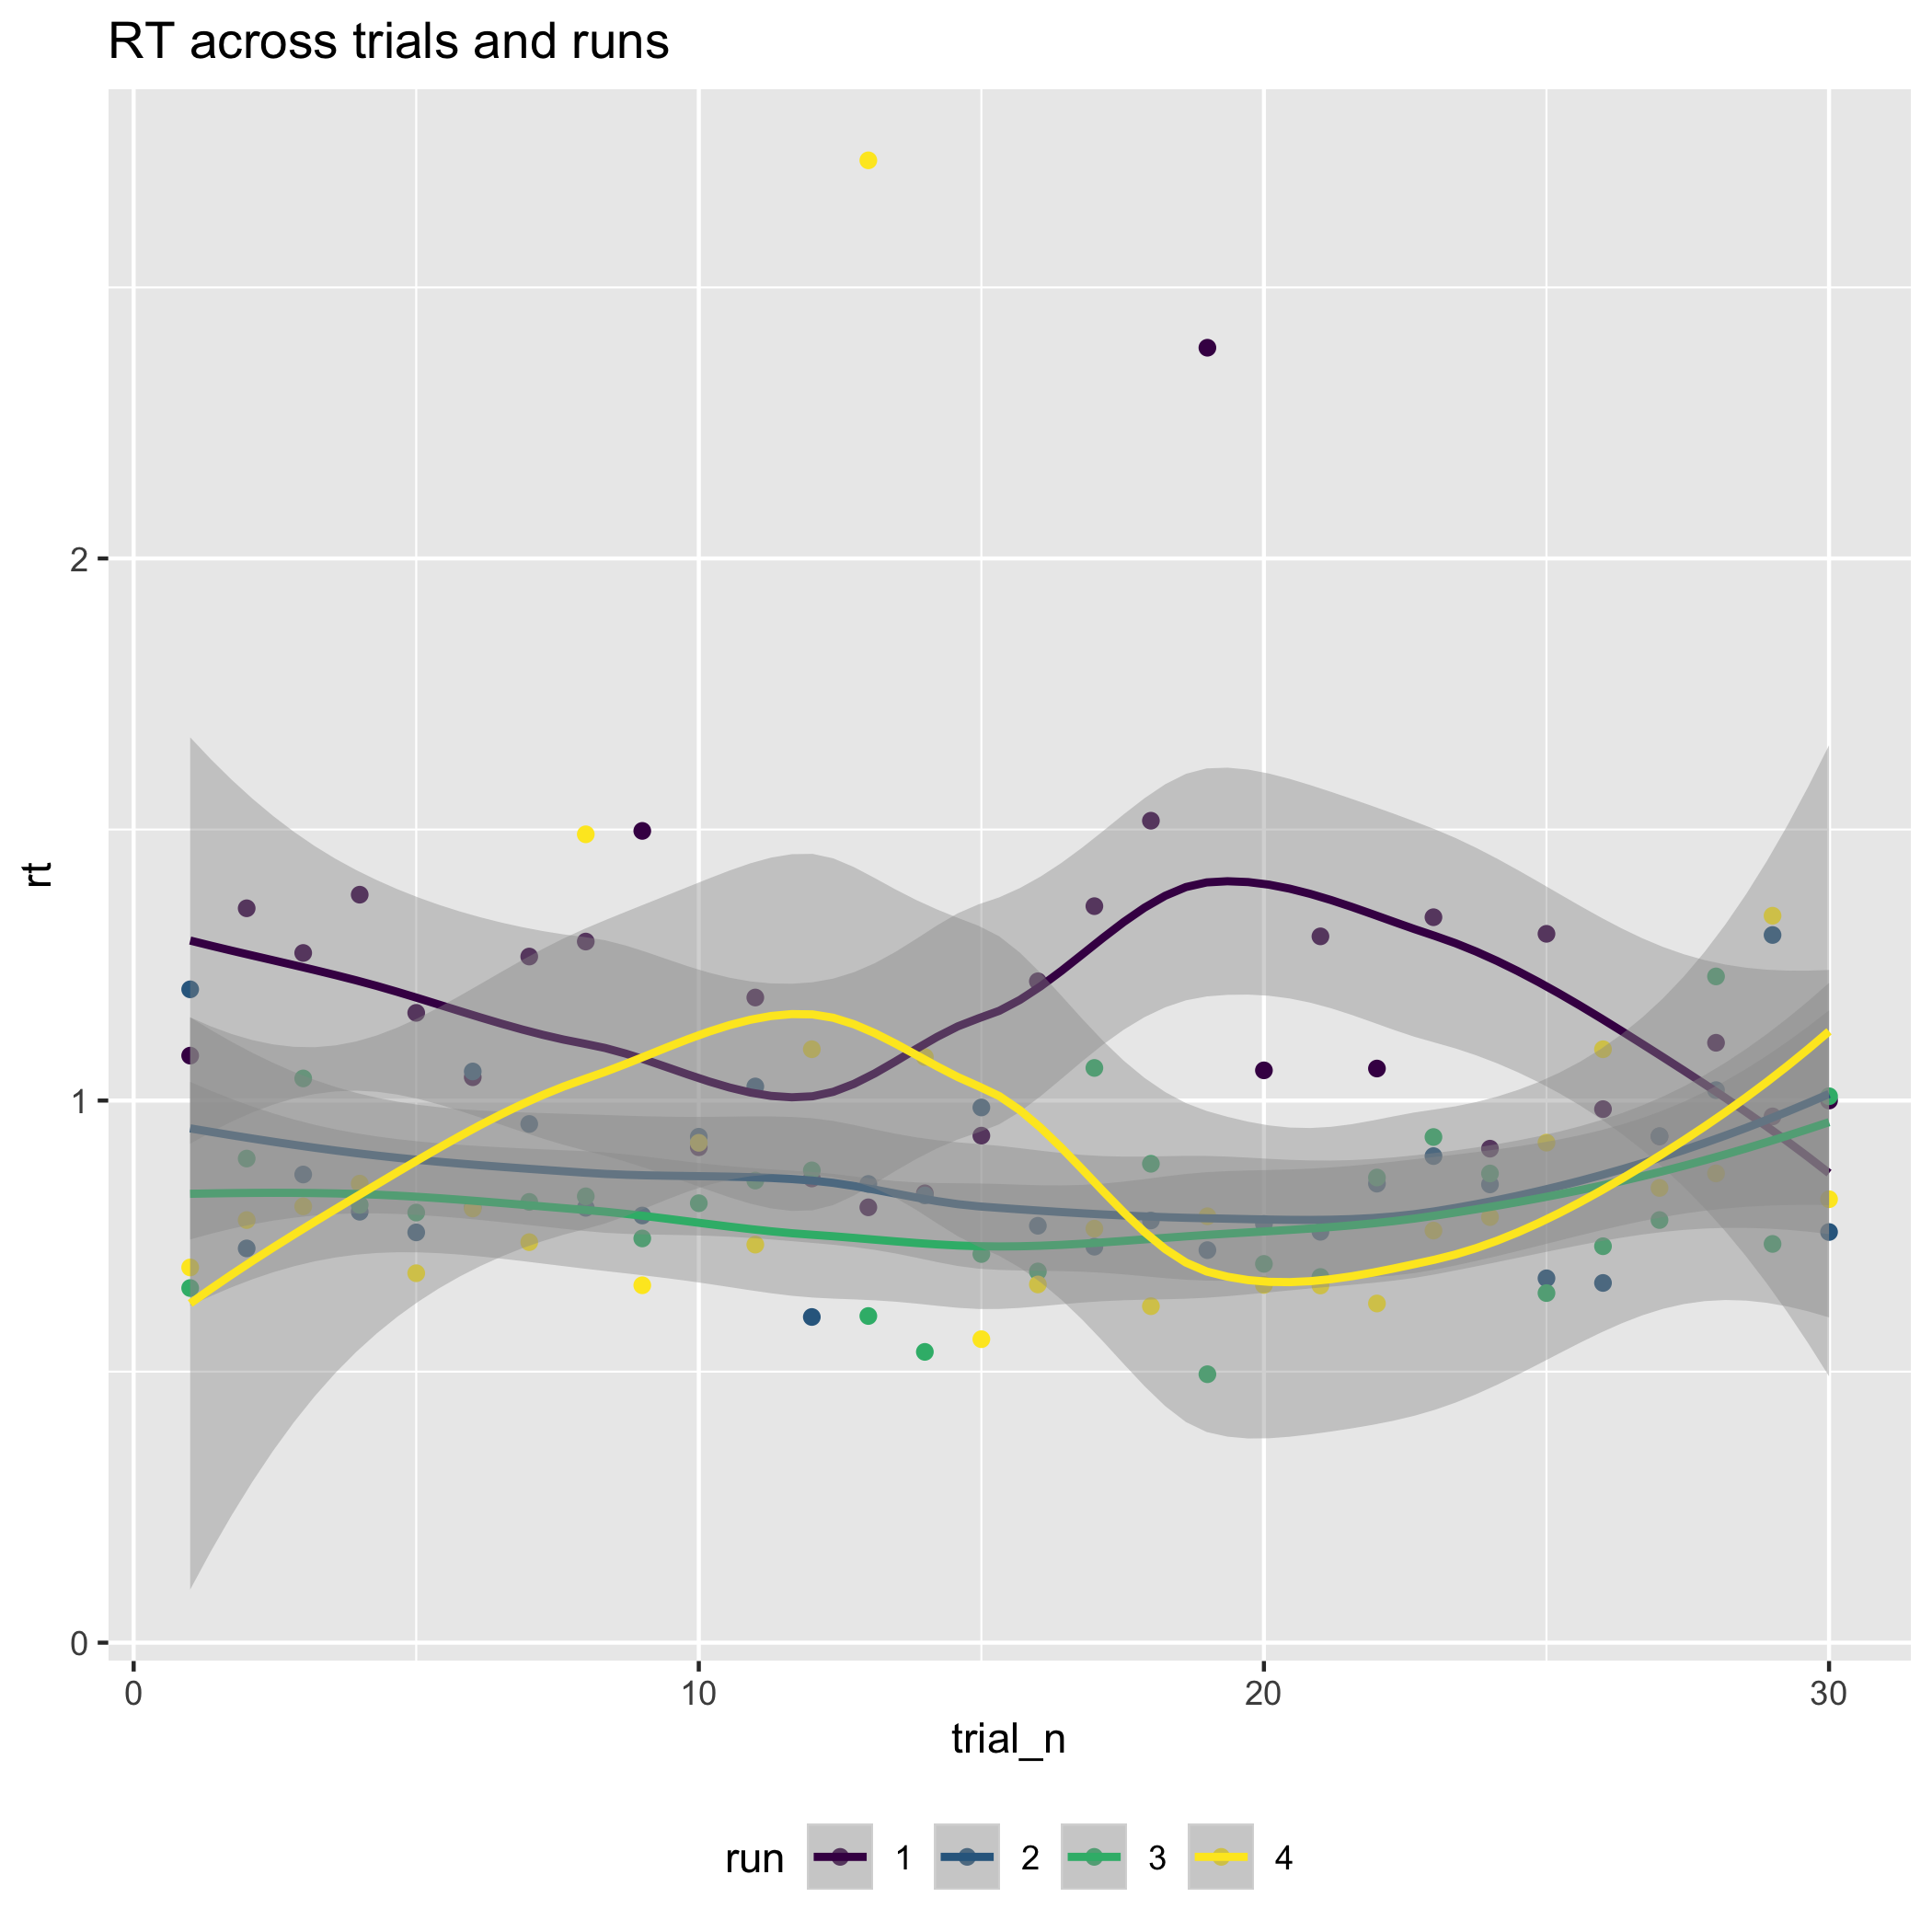 RT across trials and runs
rt
2
1
0
0 10 20 30
trial_n
run 1 2 3 4